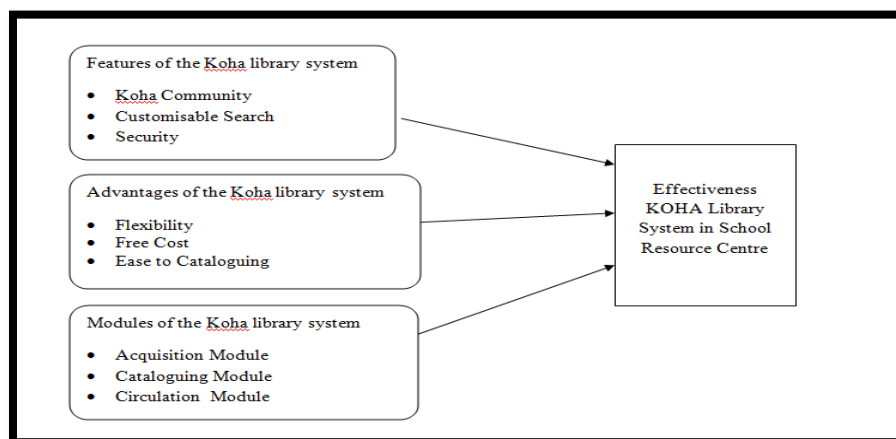 Features of the Koha library system
• Koha Community
• Customisable Search
• Security
Advantages of the Koha library system
• Flexibility
• Free Cost
• Ease to Cataloguing
Modules of the Koha library system
• Acquisition Module
• Cataloguing Module
• Circulation Module
Effectiveness
KOHA Library
System in School
Resource Centre